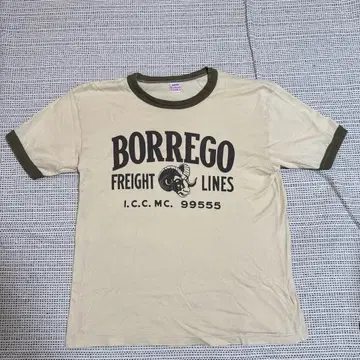 BORREGO
FREIGHT LINES
I.C.C. MC. 99555